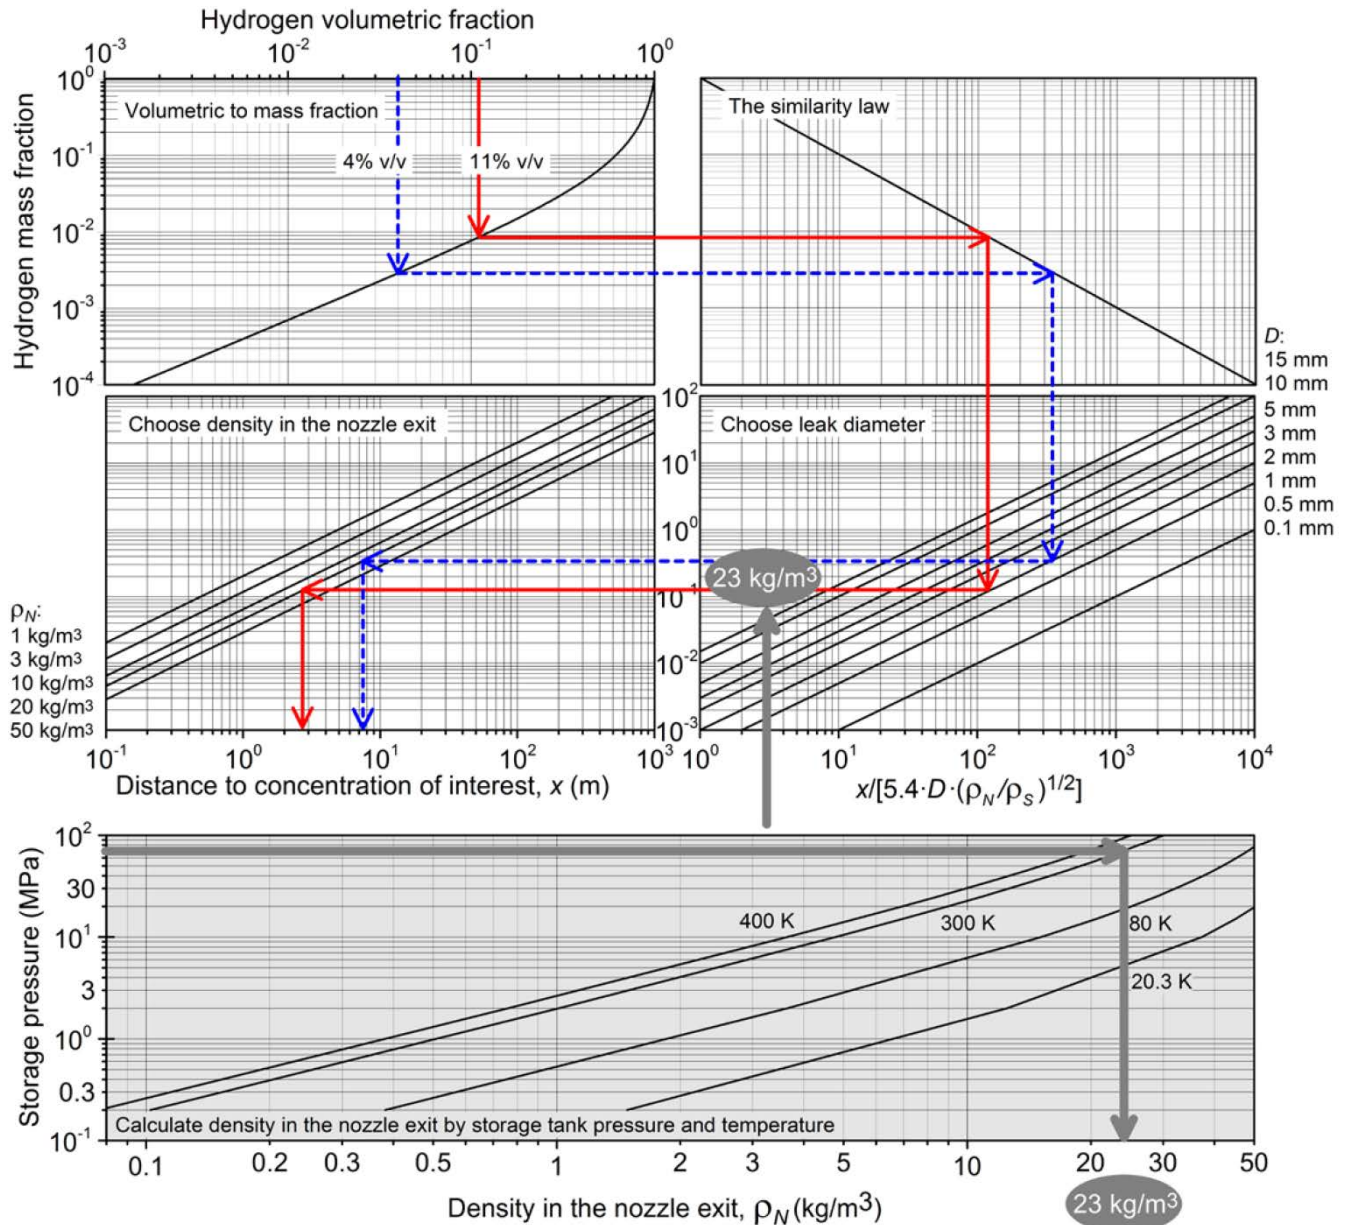 Hydrogen volumetric fraction
10⁻³ 10⁻² 10⁻¹ 10⁰
Hydrogen mass fraction
10⁰
10⁻¹
10⁻²
10⁻³
10⁻⁴
Volumetric to mass fraction
4% v/v 11% v/v
The similarity law
D:
15 mm
10 mm
5 mm
3 mm
2 mm
1 mm
0.5 mm
0.1 mm
Choose density in the nozzle exit
Choose leak diameter
10²
10¹
10⁰
10⁻¹
10⁻²
10⁻³
23 kg/m³
ρN:
1 kg/m³
3 kg/m³
10 kg/m³
20 kg/m³
50 kg/m³
10⁻¹ 10⁰ 10¹ 10² 10³
10⁰ 10¹ 10² 10³ 10⁴
Distance to concentration of interest, x (m)
x/[5.4·D·(ρN/ρS)^1/2]
Storage pressure (MPa)
10²
30
10¹
3
10⁰
0.3
10⁻¹
400 K 300 K 80 K
20.3 K
Calculate density in the nozzle exit by storage tank pressure and temperature
0.1 0.2 0.3 0.5 1 2 3 5 10 20 30 50
Density in the nozzle exit, ρN (kg/m³)
23 kg/m³